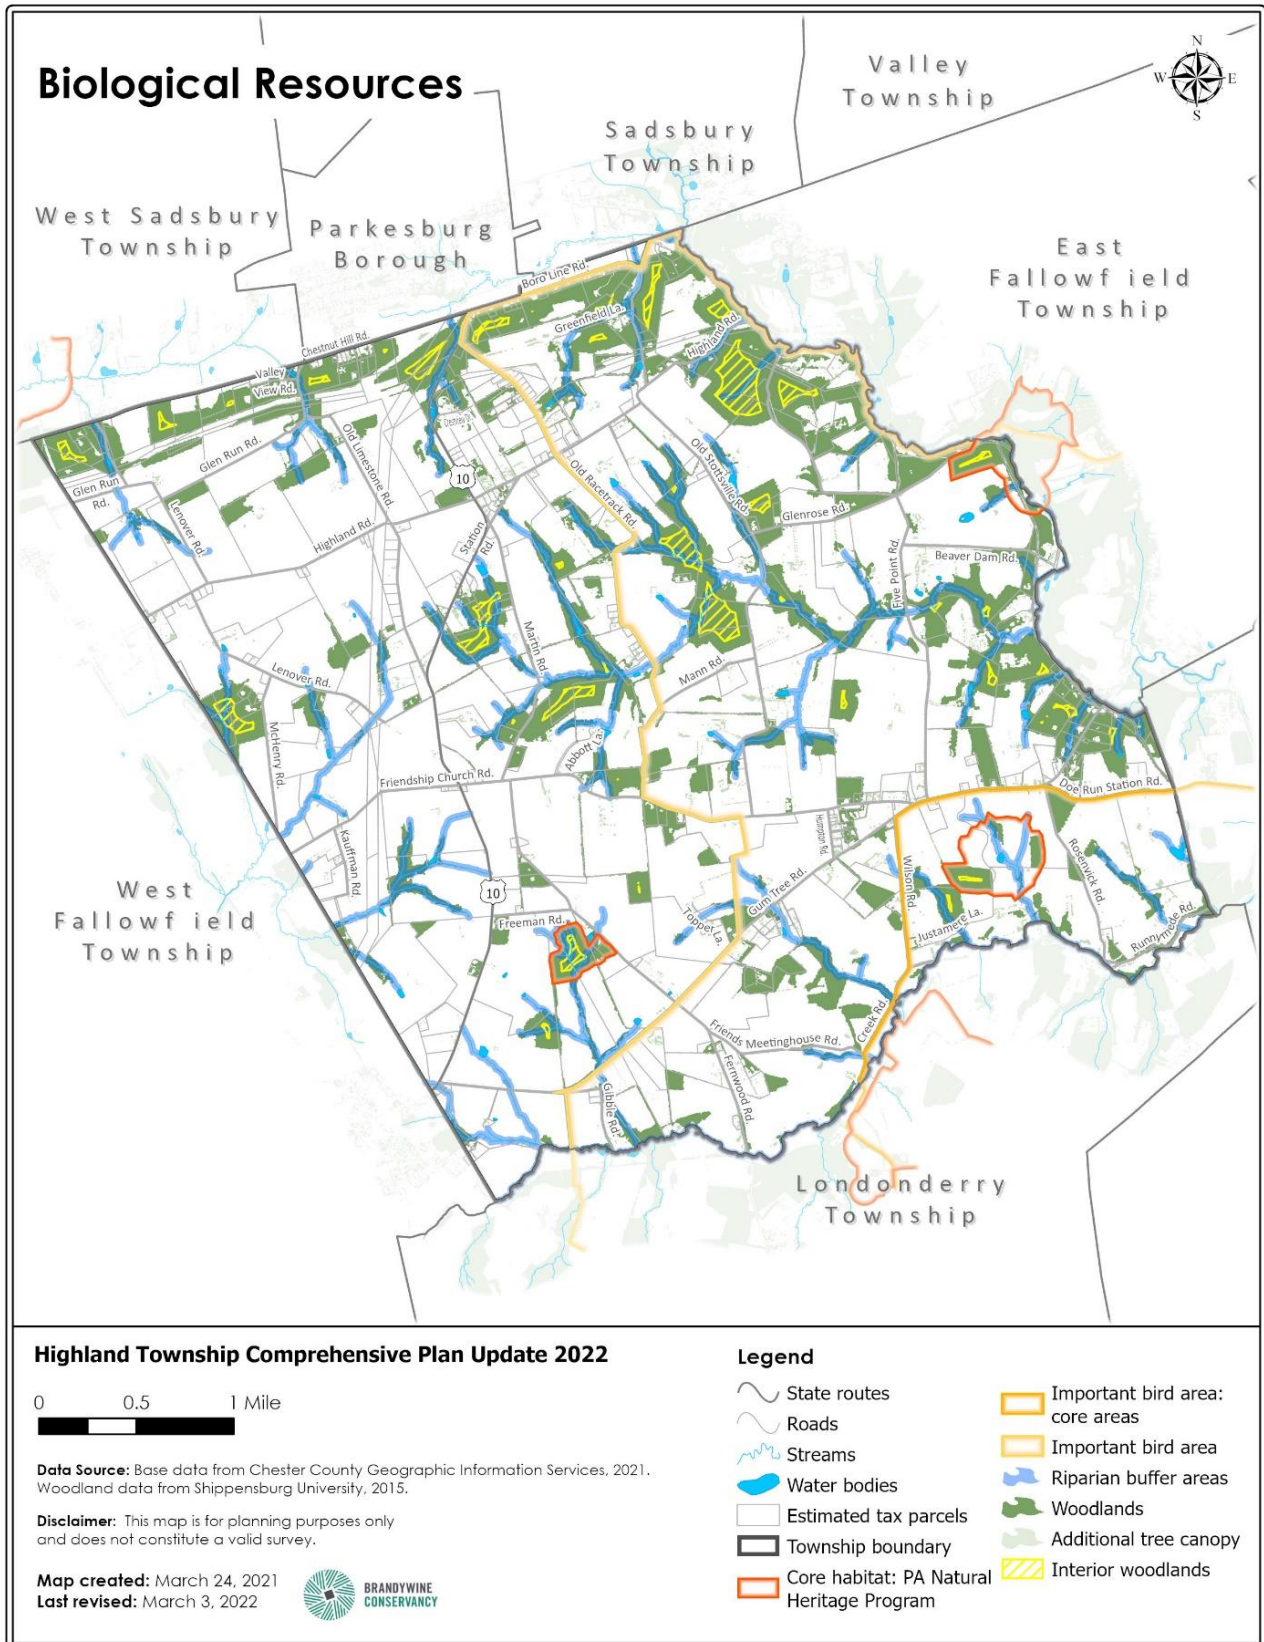 Biological Resources
N
W E
S
Valley
Township
Sadsbury
Township
West Sadsbury
Township
Parkesburg
Borough
East
Fallowf ield
Township
Boro Line Rd.
Greenfield La.
Highland Rd.
Chestnut Hill Rd.
Valley
View Rd.
Glen Run Rd.
Old Limestone Rd.
10
Old Racetrack Rd.
Old Stottsville Rd.
Glen Run
Rd.
Lenover Rd.
Highland Rd.
Station
Rd.
Glenrose Rd.
Five Point Rd.
Beaver Dam Rd.
Martin Rd.
Mann Rd.
Lenover Rd.
McHenry Rd.
Abbott La.
Friendship Church Rd.
Doe Run Station Rd.
Kauffman Rd.
Hampton Rd.
Wilson Rd.
Rosenvick Rd.
10
Gum Tree Rd.
Freeman Rd.
Topper La.
Justamere La.
Runnymede Rd.
West
Fallowf ield
Township
Friends Meetinghouse Rd.
Creek Rd.
Fernwood Rd.
Gibble Rd.
Londonderry
Township
Highland Township Comprehensive Plan Update 2022
0 0.5 1 Mile
Data Source: Base data from Chester County Geographic Information Services, 2021.
Woodland data from Shippensburg University, 2015.
Disclaimer: This map is for planning purposes only
and does not constitute a valid survey.
Map created: March 24, 2021
Last revised: March 3, 2022
BRANDYWINE
CONSERVANCY
Legend
State routes
Roads
Streams
Water bodies
Estimated tax parcels
Township boundary
Core habitat: PA Natural
Heritage Program
Important bird area:
core areas
Important bird area
Riparian buffer areas
Woodlands
Additional tree canopy
Interior woodlands